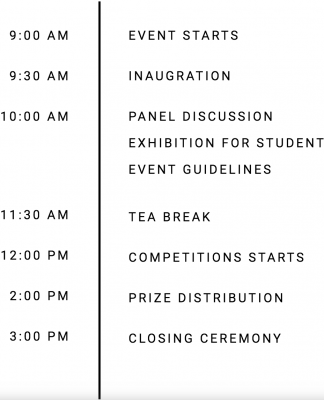 9:00 AM EVENT STARTS
9:30 AM INAUGRATION
10:00 AM PANEL DISCUSSION
EXHIBITION FOR STUDENT
EVENT GUIDELINES
11:30 AM TEA BREAK
12:00 PM COMPETITIONS STARTS
2:00 PM PRIZE DISTRIBUTION
3:00 PM CLOSING CEREMONY